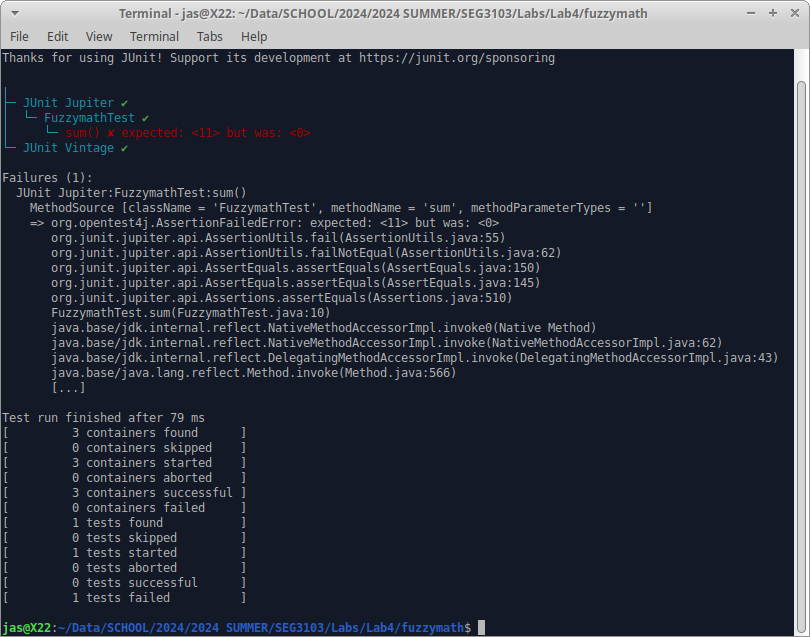 Terminal - jas@X22: ~/Data/SCHOOL/2024/2024 SUMMER/SEG3103/Labs/Lab4/fuzzymath
File Edit View Terminal Tabs Help
Thanks for using JUnit! Support its development at https://junit.org/sponsoring
╷
├─ JUnit Jupiter ✔
│  └─ FuzzymathTest ✔
│     └─ sum() ✘ expected: <11> but was: <0>
└─ JUnit Vintage ✔
Failures (1):
  JUnit Jupiter:FuzzymathTest:sum()
    MethodSource [className = 'FuzzymathTest', methodName = 'sum', methodParameterTypes = '']
    => org.opentest4j.AssertionFailedError: expected: <11> but was: <0>
       org.junit.jupiter.api.AssertionUtils.fail(AssertionUtils.java:55)
       org.junit.jupiter.api.AssertionUtils.failNotEqual(AssertionUtils.java:62)
       org.junit.jupiter.api.AssertEquals.assertEquals(AssertEquals.java:150)
       org.junit.jupiter.api.AssertEquals.assertEquals(AssertEquals.java:145)
       org.junit.jupiter.api.Assertions.assertEquals(Assertions.java:510)
       FuzzymathTest.sum(FuzzymathTest.java:10)
       java.base/jdk.internal.reflect.NativeMethodAccessorImpl.invoke0(Native Method)
       java.base/jdk.internal.reflect.NativeMethodAccessorImpl.invoke(NativeMethodAccessorImpl.java:62)
       java.base/jdk.internal.reflect.DelegatingMethodAccessorImpl.invoke(DelegatingMethodAccessorImpl.java:43)
       java.base/java.lang.reflect.Method.invoke(Method.java:566)
       [...]
Test run finished after 79 ms
[         3 containers found      ]
[         0 containers skipped    ]
[         3 containers started    ]
[         0 containers aborted    ]
[         3 containers successful ]
[         0 containers failed     ]
[         1 tests found           ]
[         0 tests skipped         ]
[         1 tests started         ]
[         0 tests aborted         ]
[         0 tests successful      ]
[         1 tests failed          ]
jas@X22:~/Data/SCHOOL/2024/2024 SUMMER/SEG3103/Labs/Lab4/fuzzymath$